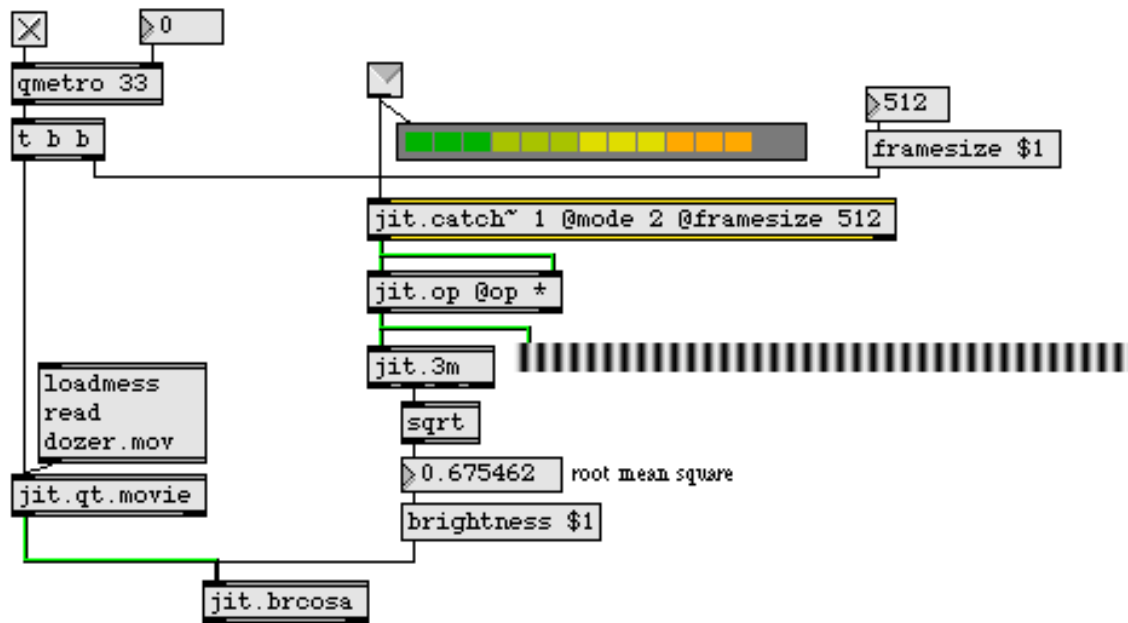 0
qmetro 33
t b b
512
framesize $1
jit.catch~ 1 @mode 2 @framesize 512
jit.op @op *
jit.3m
loadmess
read
dozer.mov
sqrt
0.675462 root mean square
jit.qt.movie
brightness $1
jit.brcosa